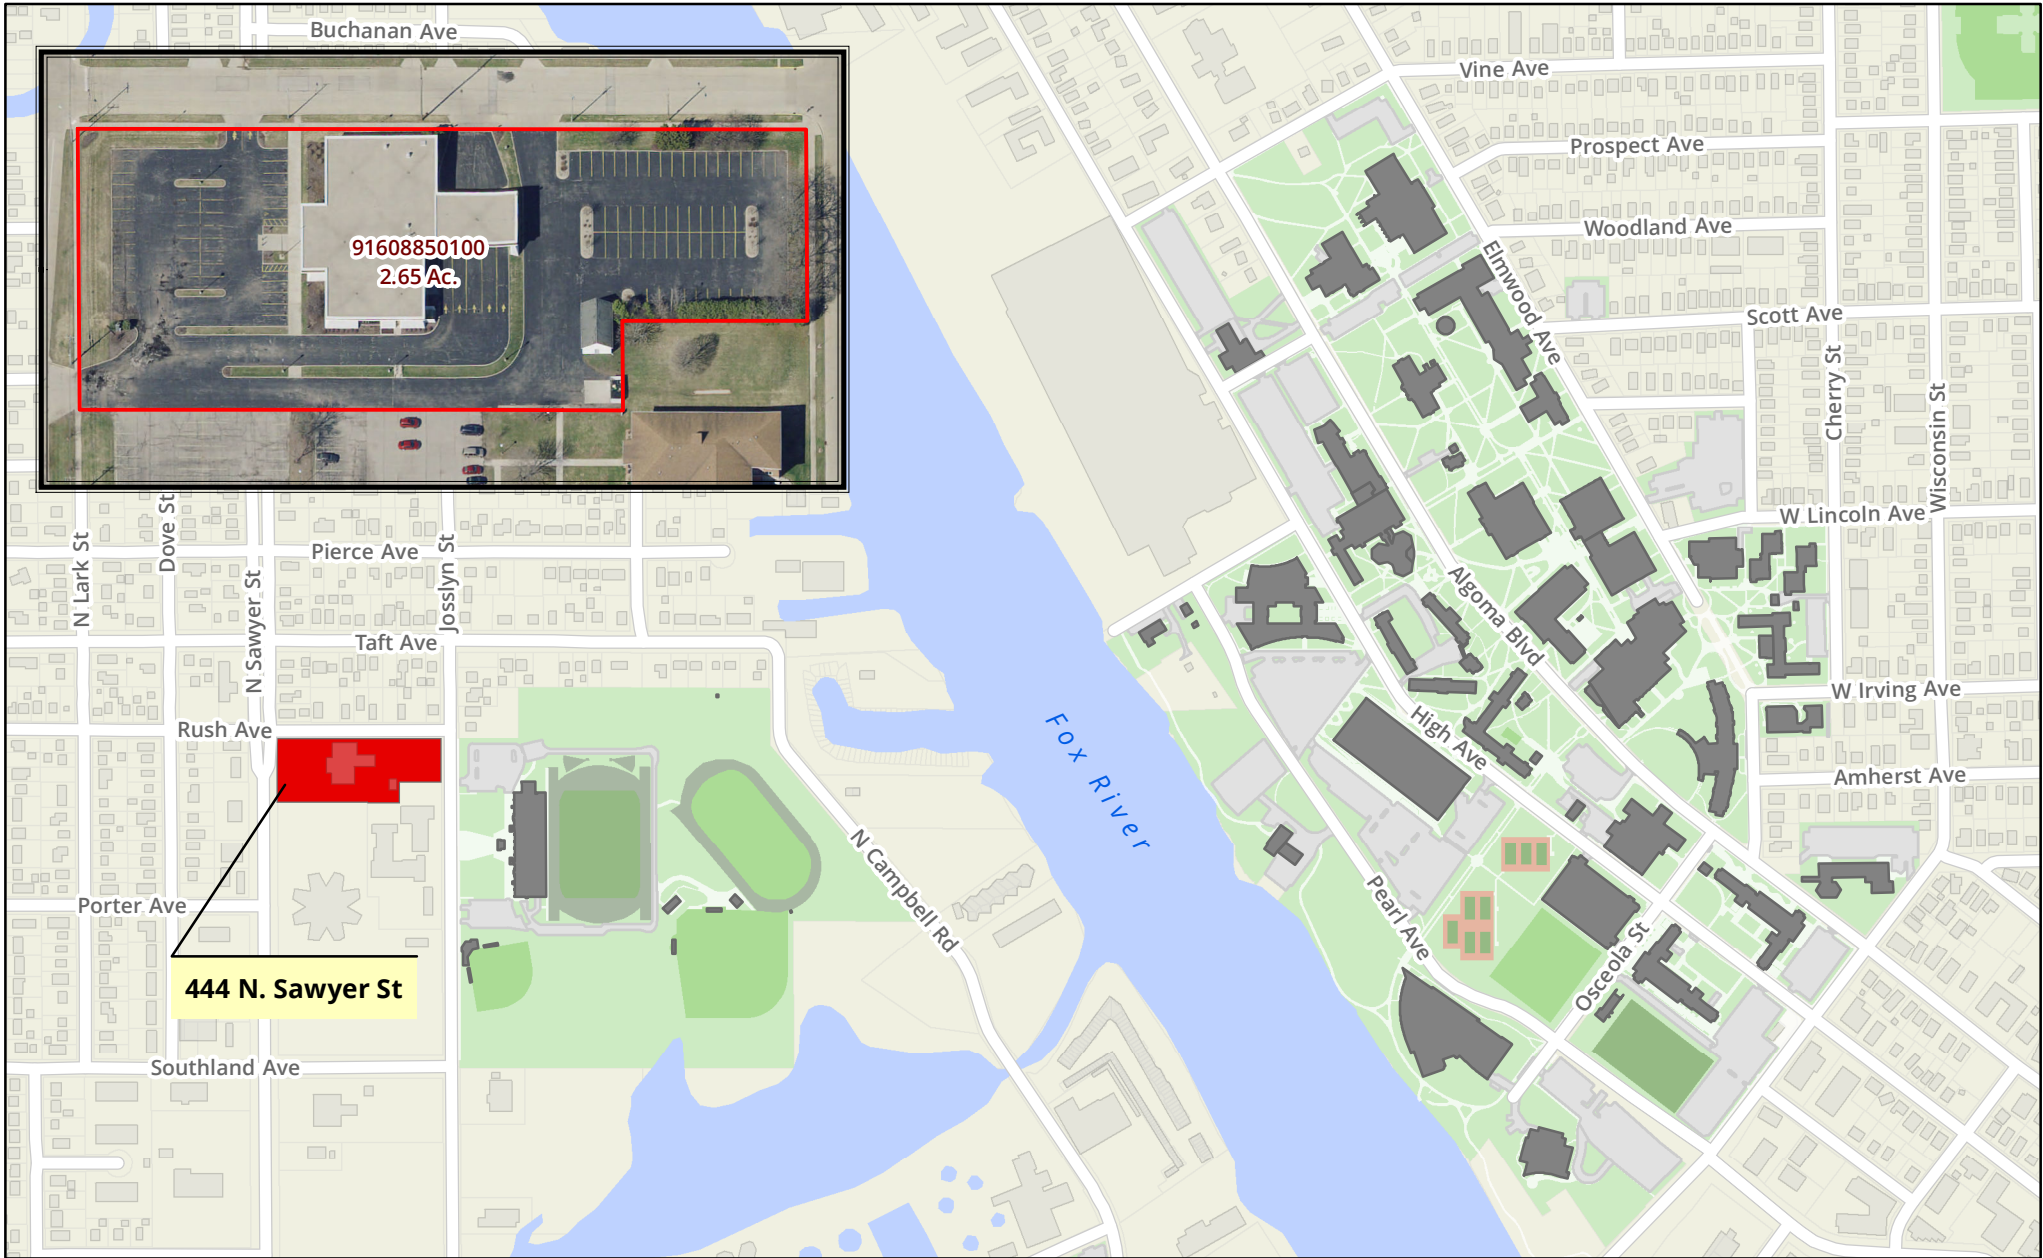 Buchanan Ave
Vine Ave
Prospect Ave
Woodland Ave
Elmwood Ave
91608850100
2.65 Ac.
Scott Ave
Cherry St
Wisconsin St
W Lincoln Ave
N Lark St
Dove St
N Sawyer St
Pierce Ave
Josslyn St
Taft Ave
Algoma Blvd
W Irving Ave
Rush Ave
High Ave
Fox River
Amherst Ave
N Campbell Rd
Porter Ave
Pearl Ave
Osceola St
444 N. Sawyer St
Southland Ave